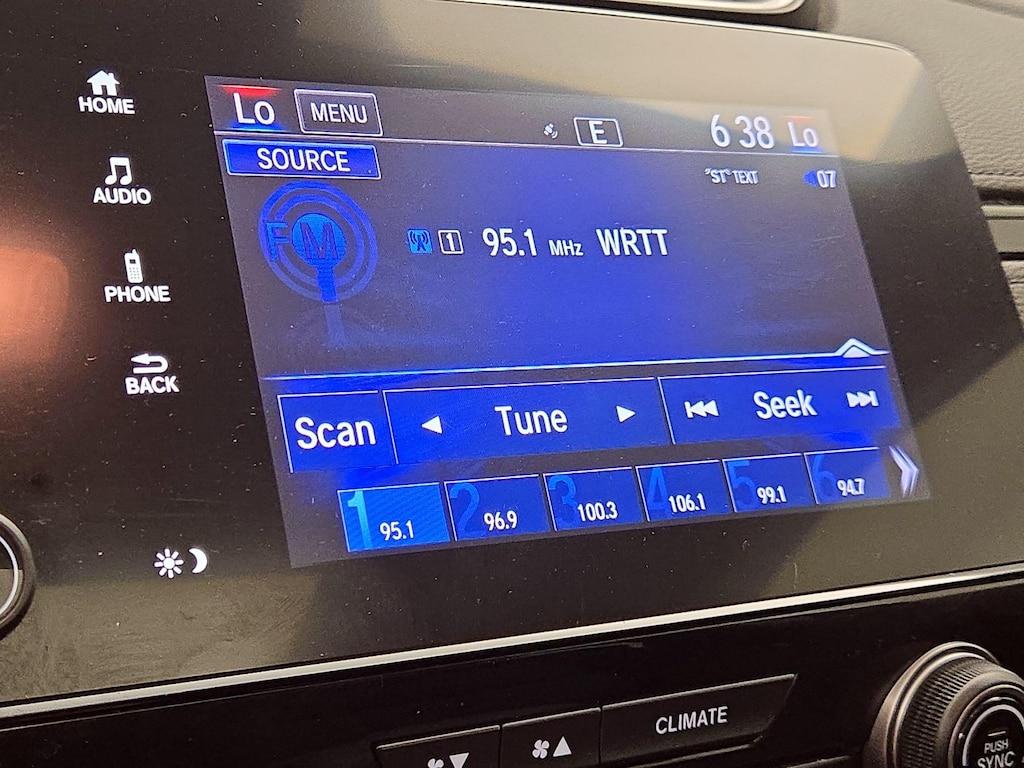 HOME
AUDIO
PHONE
BACK
Lo MENU E 6 38 Lo
SOURCE "ST" TEXT 07
FM 1 95.1 MHz WRTT
Scan Tune Seek
1 95.1 2 96.9 3 100.3 4 106.1 5 99.1 6 94.7
CLIMATE
PUSH
SYNC